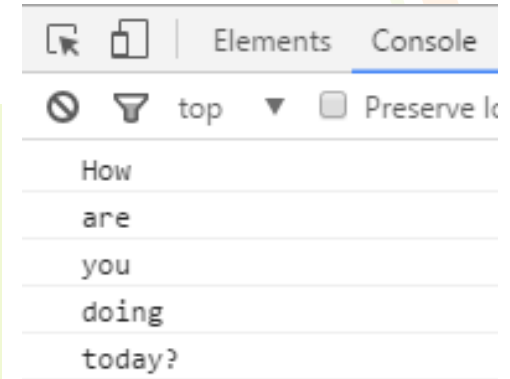 Elements Console
top ▼ Preserve lo
How
are
you
doing
today?